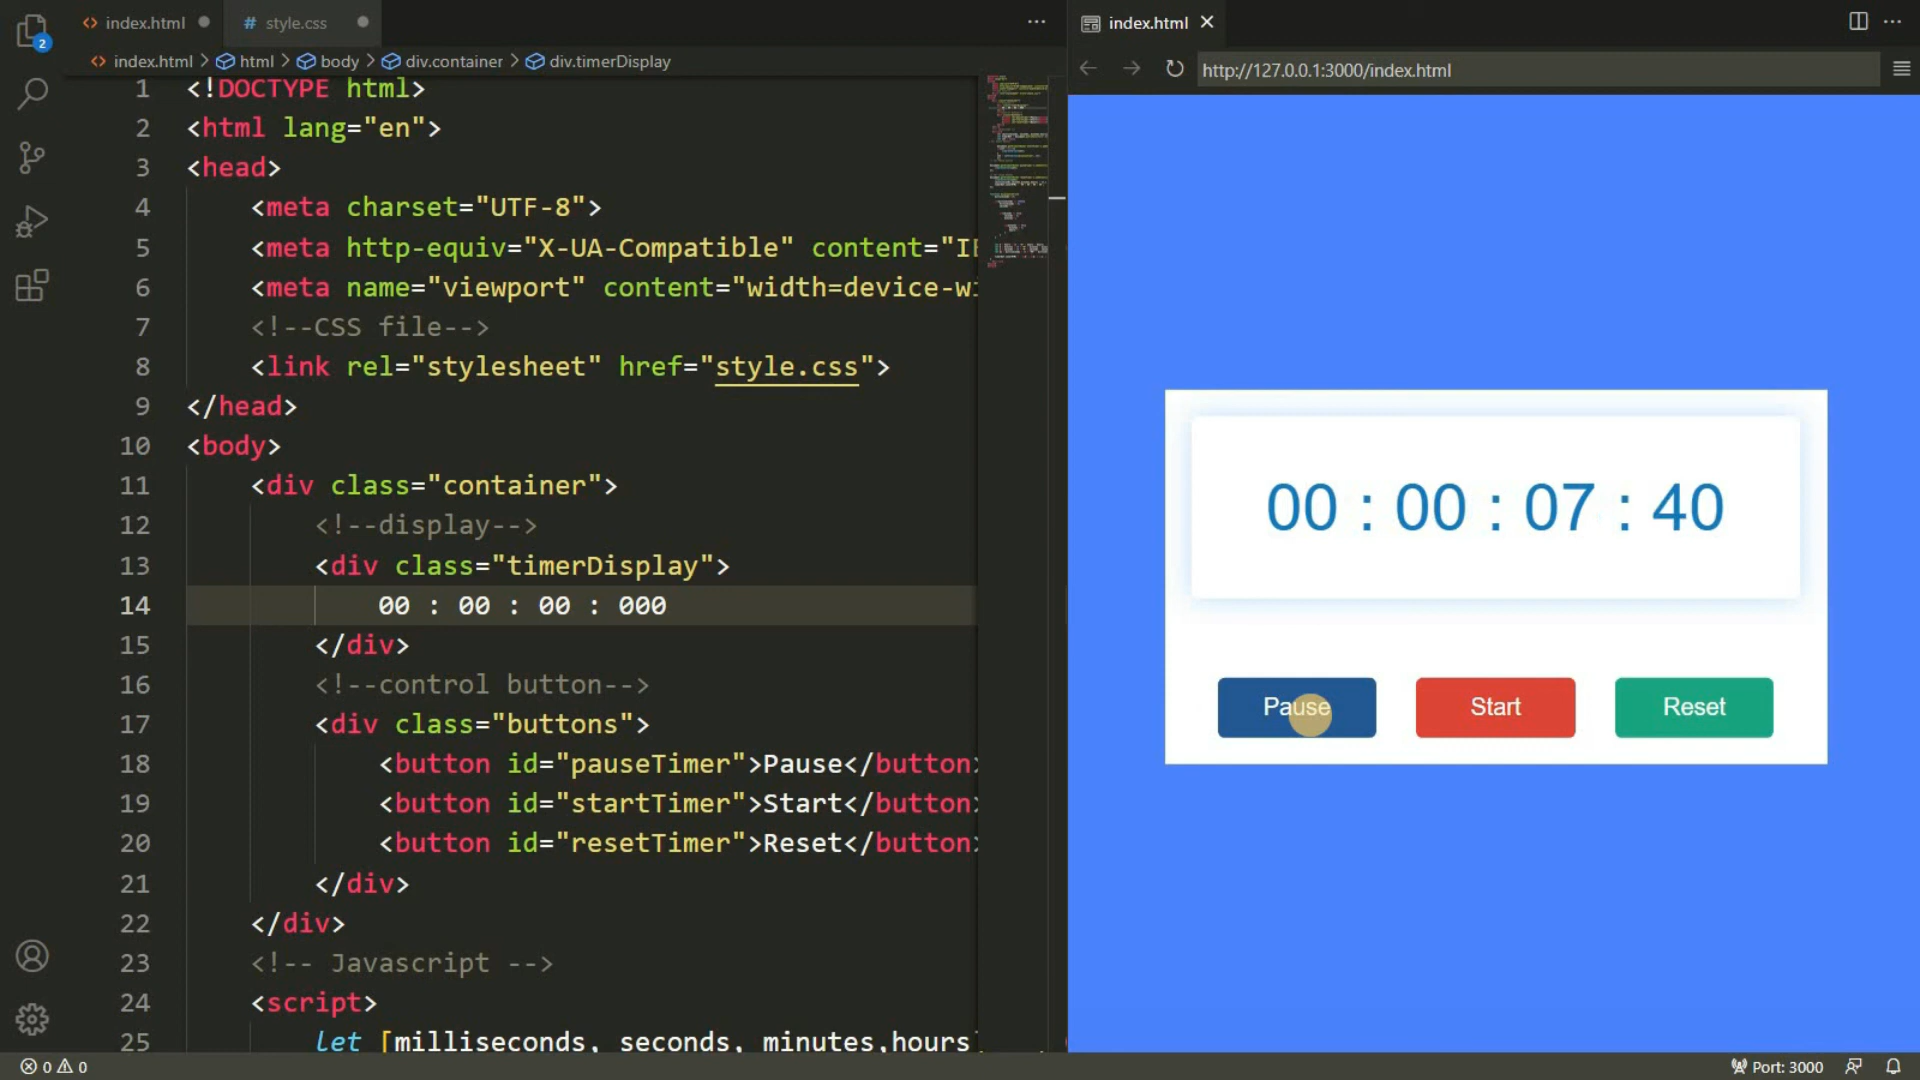 index.html
style.css
index.html > html > body > div.container > div.timerDisplay
1 <!DOCTYPE html>
2 <html lang="en">
3 <head>
4 <meta charset="UTF-8">
5 <meta http-equiv="X-UA-Compatible" content="IE
6 <meta name="viewport" content="width=device-wi
7 <!--CSS file-->
8 <link rel="stylesheet" href="style.css">
9 </head>
10 <body>
11 <div class="container">
12 <!--display-->
13 <div class="timerDisplay">
14 00 : 00 : 00 : 000
15 </div>
16 <!--control button-->
17 <div class="buttons">
18 <button id="pauseTimer">Pause</button>
19 <button id="startTimer">Start</button>
20 <button id="resetTimer">Reset</button>
21 </div>
22 </div>
23 <!-- Javascript -->
24 <script>
25 let [milliseconds, seconds, minutes,hours]
2
0 0
index.html
http://127.0.0.1:3000/index.html
00 : 00 : 07 : 40
Pause
Start
Reset
Port: 3000